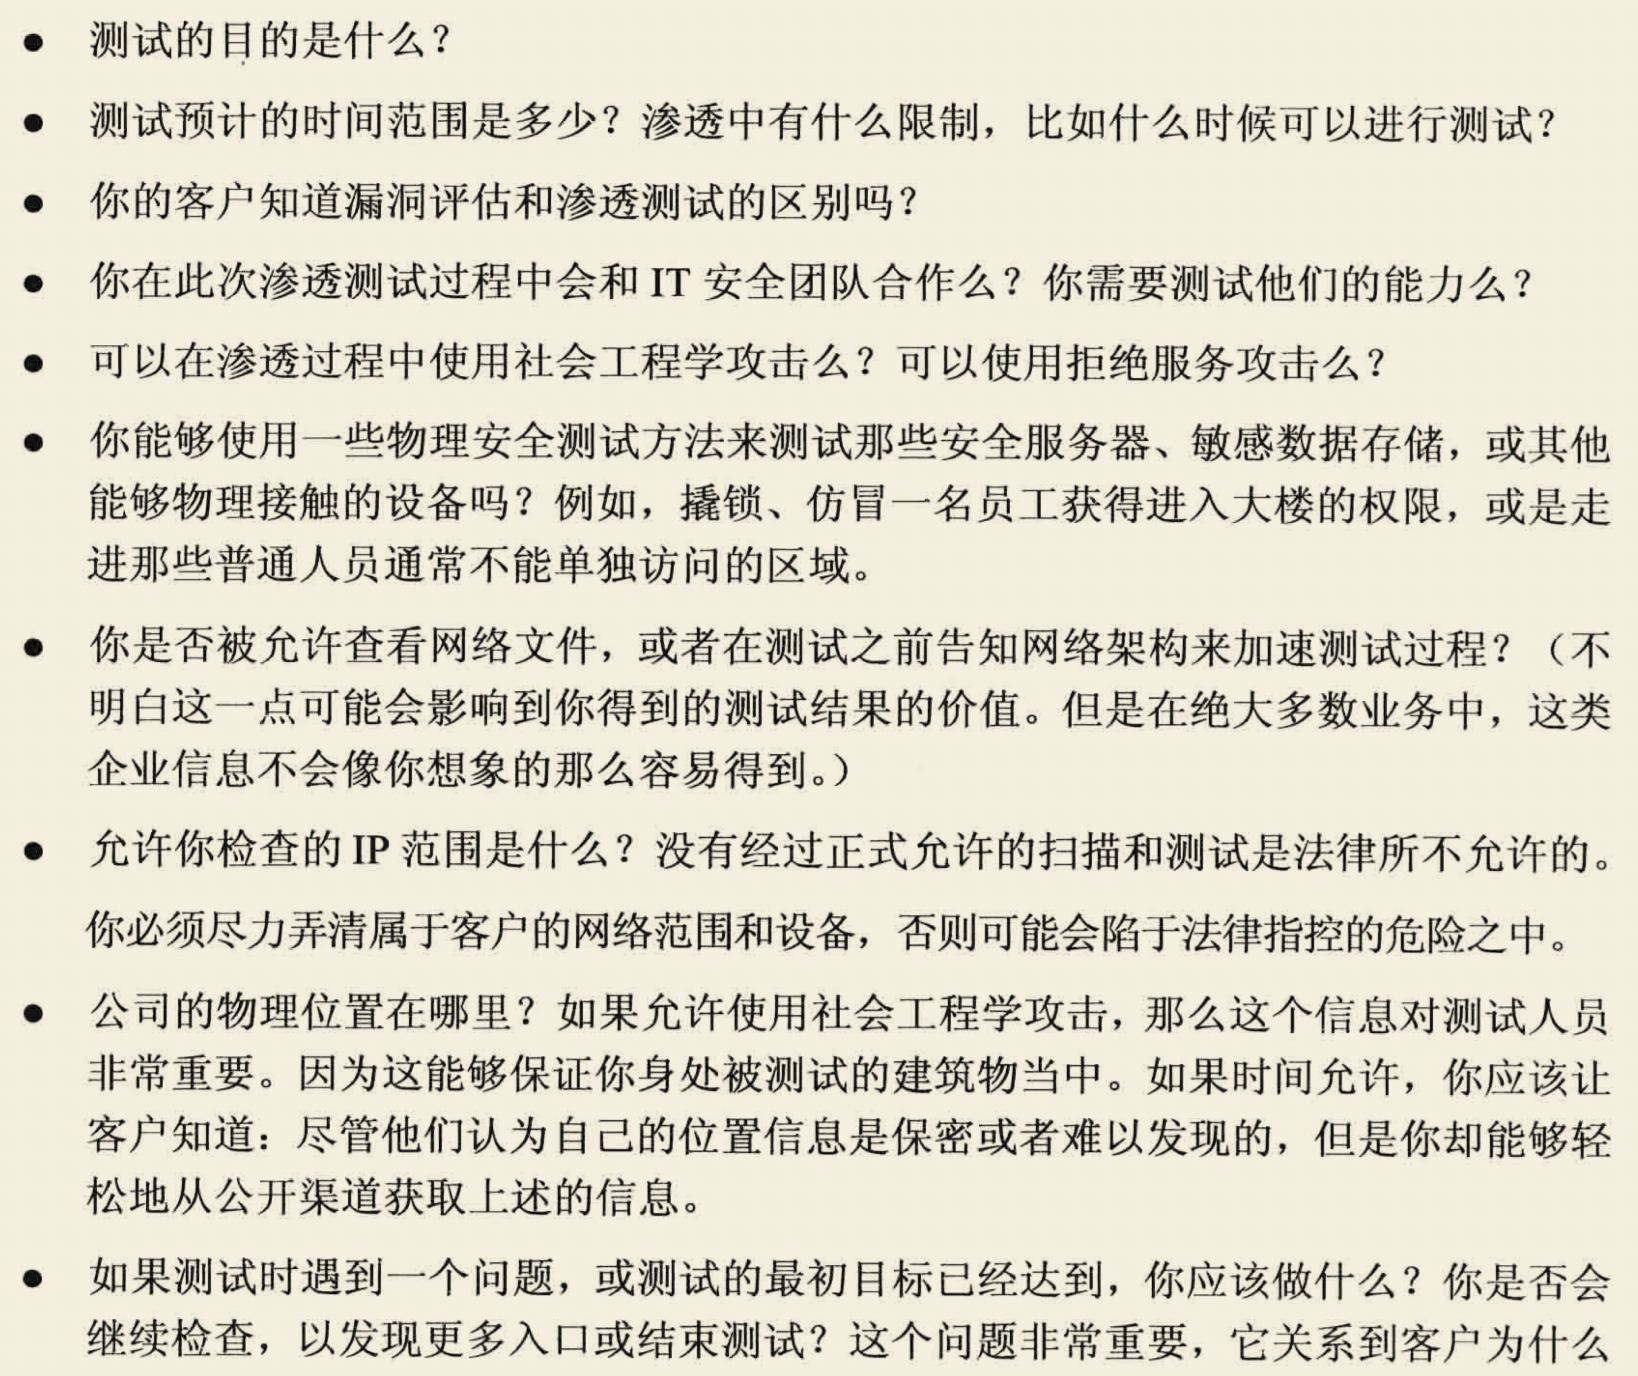 ● 测试的目的是什么？
● 测试预计的时间范围是多少？渗透中有什么限制，比如什么时候可以进行测试？
● 你的客户知道漏洞评估和渗透测试的区别吗？
● 你在此次渗透测试过程中会和 IT 安全团队合作么？你需要测试他们的能力么？
● 可以在渗透过程中使用社会工程学攻击么？可以使用拒绝服务攻击么？
● 你能够使用一些物理安全测试方法来测试那些安全服务器、敏感数据存储，或其他
能够物理接触的设备吗？例如，撬锁、仿冒一名员工获得进入大楼的权限，或是走
进那些普通人员通常不能单独访问的区域。
● 你是否被允许查看网络文件，或者在测试之前告知网络架构来加速测试过程？（不
明白这一点可能会影响到你得到的测试结果的价值。但是在绝大多数业务中，这类
企业信息不会像你想象的那么容易得到。）
● 允许你检查的 IP 范围是什么？没有经过正式允许的扫描和测试是法律所不允许的。
你必须尽力弄清属于客户的网络范围和设备，否则可能会陷于法律指控的危险之中。
● 公司的物理位置在哪里？如果允许使用社会工程学攻击，那么这个信息对测试人员
非常重要。因为这能够保证你身处被测试的建筑物当中。如果时间允许，你应该让
客户知道：尽管他们认为自己的位置信息是保密或者难以发现的，但是你却能够轻
松地从公开渠道获取上述的信息。
● 如果测试时遇到一个问题，或测试的最初目标已经达到，你应该做什么？你是否会
继续检查，以发现更多入口或结束测试？这个问题非常重要，它关系到客户为什么